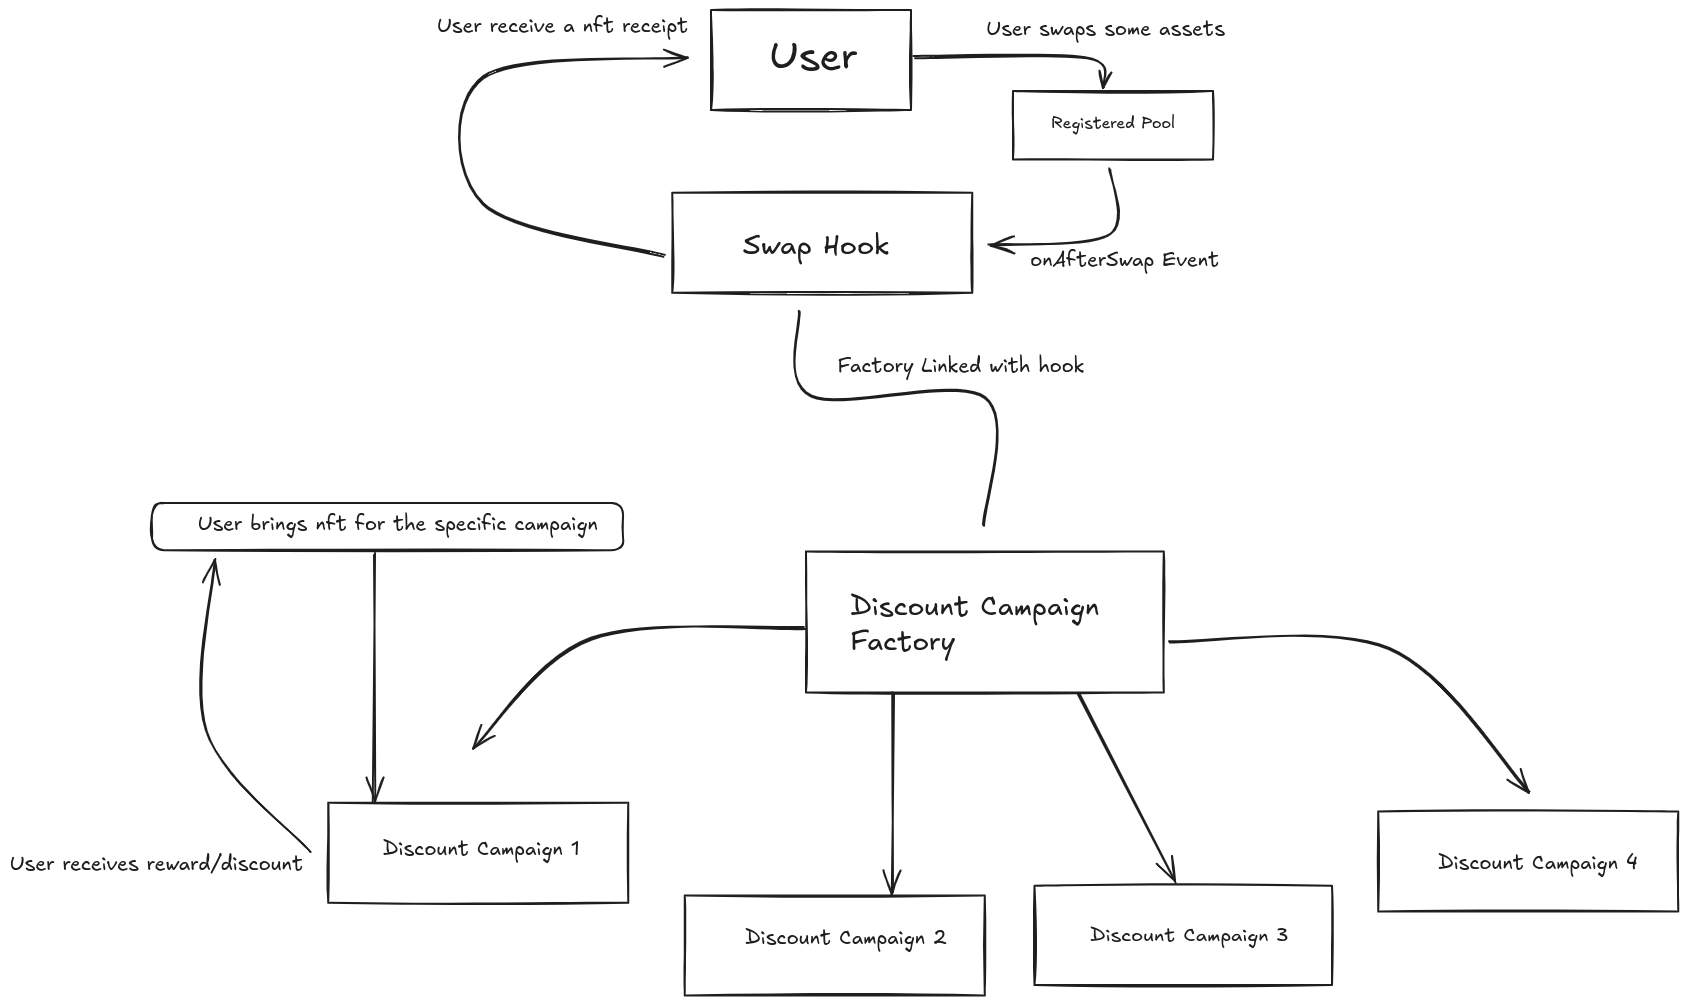 User receive a nft receipt
User
User swaps some assets
Registered Pool
Swap Hook
onAfterSwap Event
Factory Linked with hook
User brings nft for the specific campaign
Discount Campaign
Factory
User receives reward/discount
Discount Campaign 1
Discount Campaign 2
Discount Campaign 3
Discount Campaign 4